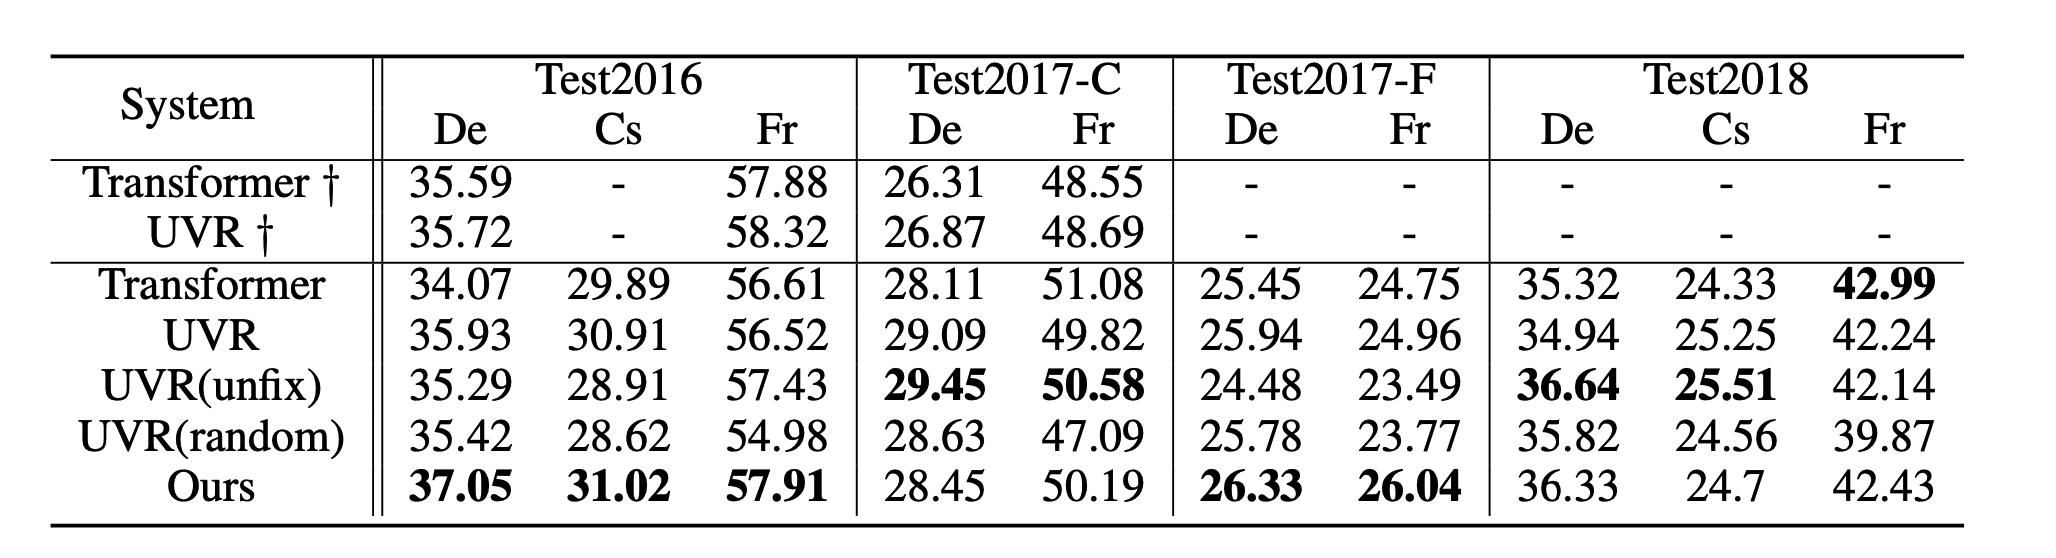 System Test2016 Test2017-C Test2017-F Test2018
De Cs Fr De Fr De Fr De Cs Fr
Transformer † 35.59 - 57.88 26.31 48.55 - - - - -
UVR † 35.72 - 58.32 26.87 48.69 - - - - -
Transformer 34.07 29.89 56.61 28.11 51.08 25.45 24.75 35.32 24.33 42.99
UVR 35.93 30.91 56.52 29.09 49.82 25.94 24.96 34.94 25.25 42.24
UVR(unfix) 35.29 28.91 57.43 29.45 50.58 24.48 23.49 36.64 25.51 42.14
UVR(random) 35.42 28.62 54.98 28.63 47.09 25.78 23.77 35.82 24.56 39.87
Ours 37.05 31.02 57.91 28.45 50.19 26.33 26.04 36.33 24.7 42.43